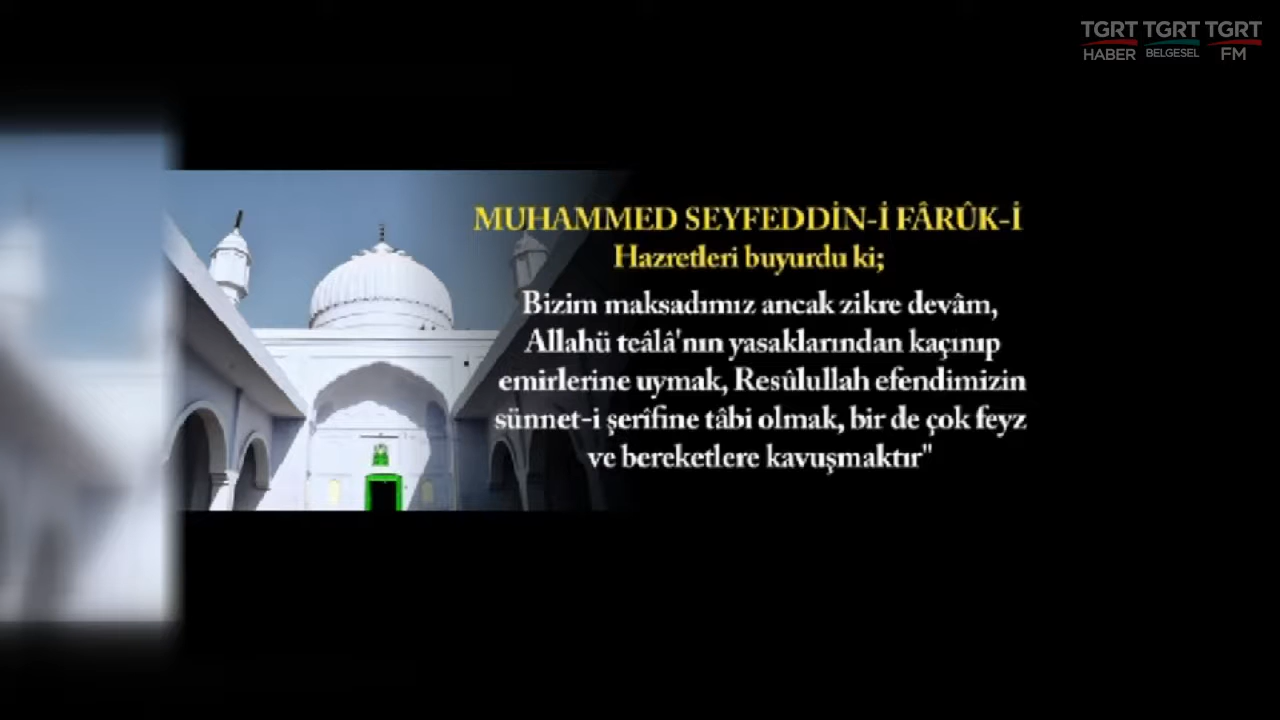 TGRT TGRT TGRT
HABER BELGESEL FM
MUHAMMED SEYFEDDİN-İ FÂRÛK-İ
Hazretleri buyurdu ki;
Bizim maksadımız ancak zikre devâm,
Allahü teâlâ'nın yasaklarından kaçınıp
emirlerine uymak, Resûlullah efendimizin
sünnet-i şerîfine tâbi olmak, bir de çok feyz
ve bereketlere kavuşmaktır"